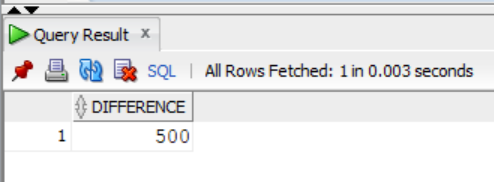 Query Result x
SQL | All Rows Fetched: 1 in 0.003 seconds
DIFFERENCE
1 500